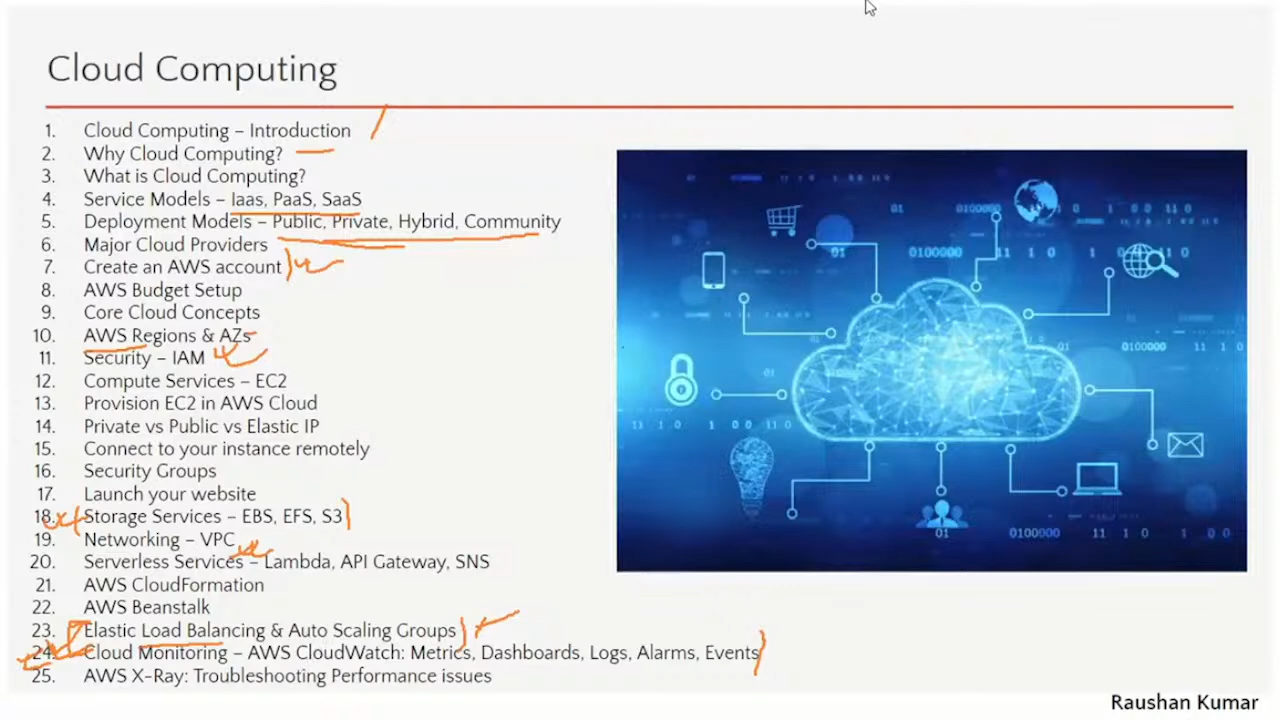 Cloud Computing
1. Cloud Computing – Introduction
2. Why Cloud Computing?
3. What is Cloud Computing?
4. Service Models – Iaas, PaaS, SaaS
5. Deployment Models – Public, Private, Hybrid, Community
6. Major Cloud Providers
7. Create an AWS account
8. AWS Budget Setup
9. Core Cloud Concepts
10. AWS Regions & AZs
11. Security – IAM
12. Compute Services – EC2
13. Provision EC2 in AWS Cloud
14. Private vs Public vs Elastic IP
15. Connect to your instance remotely
16. Security Groups
17. Launch your website
18. Storage Services – EBS, EFS, S3
19. Networking – VPC
20. Serverless Services – Lambda, API Gateway, SNS
21. AWS CloudFormation
22. AWS Beanstalk
23. Elastic Load Balancing & Auto Scaling Groups
24. Cloud Monitoring – AWS CloudWatch: Metrics, Dashboards, Logs, Alarms, Events
25. AWS X-Ray: Troubleshooting Performance issues
Raushan Kumar